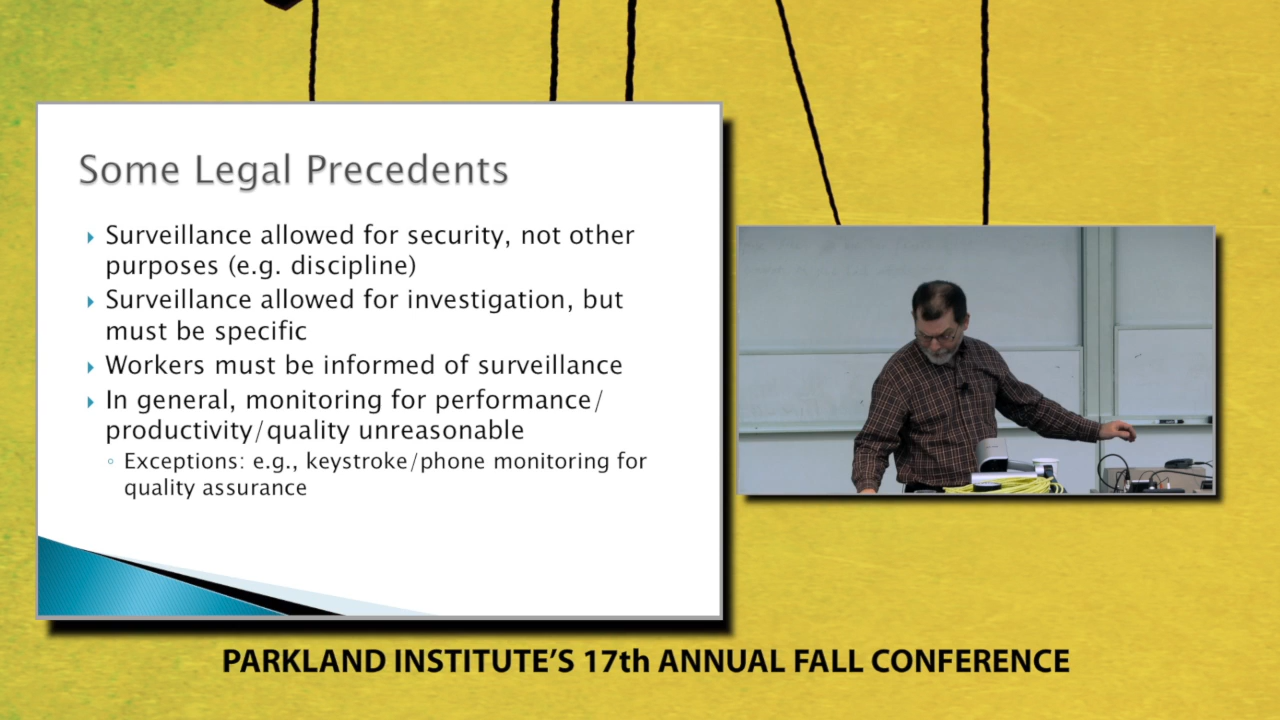 Some Legal Precedents
Surveillance allowed for security, not other
purposes (e.g. discipline)
Surveillance allowed for investigation, but
must be specific
Workers must be informed of surveillance
In general, monitoring for performance/
productivity/quality unreasonable
Exceptions: e.g., keystroke/phone monitoring for
quality assurance
PARKLAND INSTITUTE'S 17th ANNUAL FALL CONFERENCE